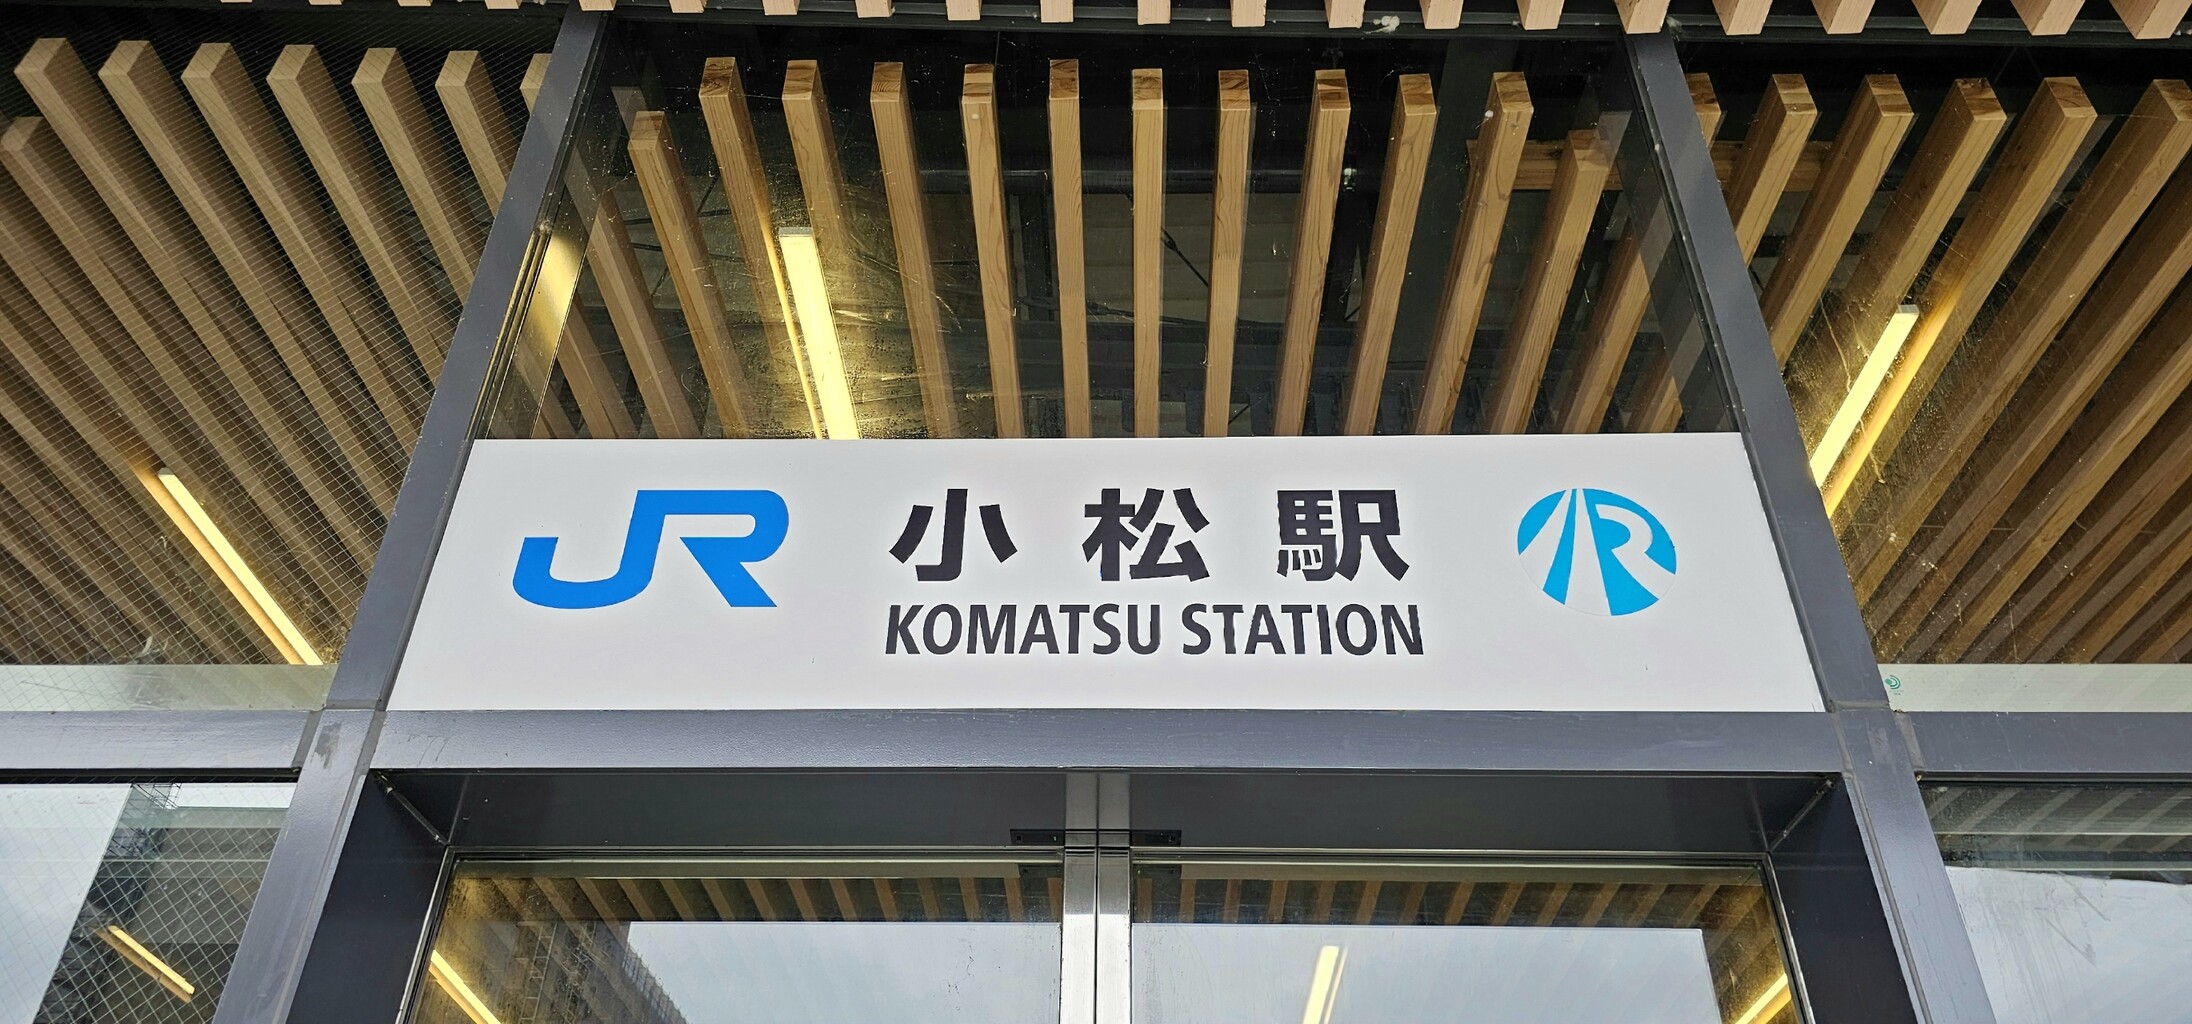 JR
小松駅
KOMATSU STATION